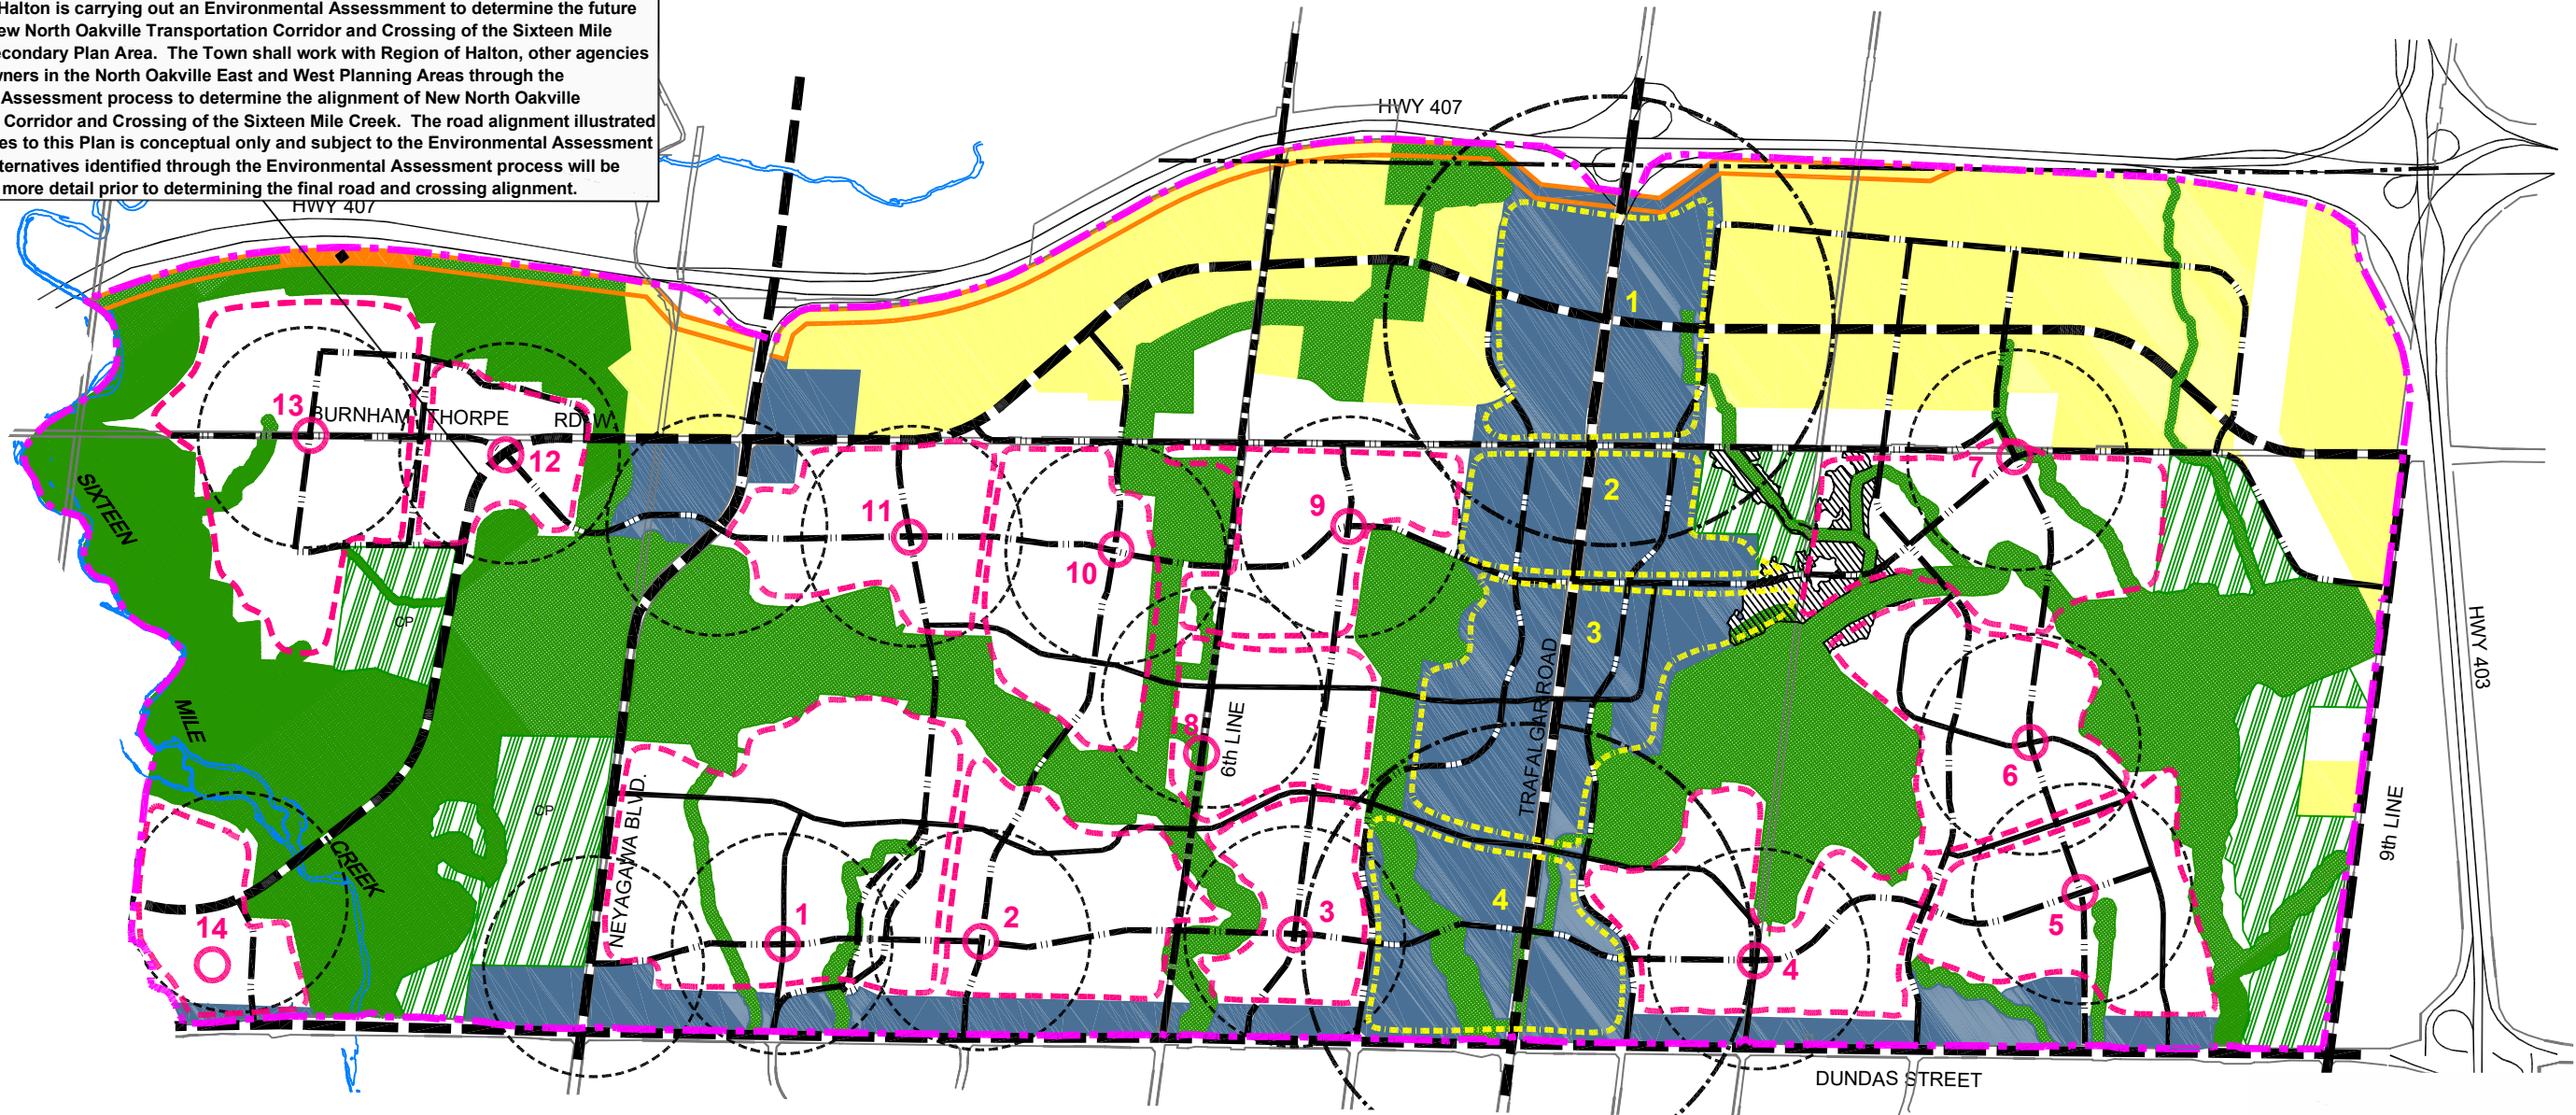 Halton is carrying out an Environmental Assessmment to determine the future
ew North Oakville Transportation Corridor and Crossing of the Sixteen Mile
econdary Plan Area. The Town shall work with Region of Halton, other agencies
wners in the North Oakville East and West Planning Areas through the
Assessment process to determine the alignment of New North Oakville
Corridor and Crossing of the Sixteen Mile Creek. The road alignment illustrated
es to this Plan is conceptual only and subject to the Environmental Assessment
lternatives identified through the Environmental Assessment process will be
more detail prior to determining the final road and crossing alignment.
HWY 407
HWY 407
1
13
BURNHAM THORPE RD. W.
12
7
SIXTEEN
11
9
2
10
CP
3
HWY 403
MILE
8
6th LINE
TRAFALGAR ROAD
6
CP
NEYAGAWA BLVD.
9th LINE
CREEK
14
1
2
3
4
5
4
DUNDAS STREET